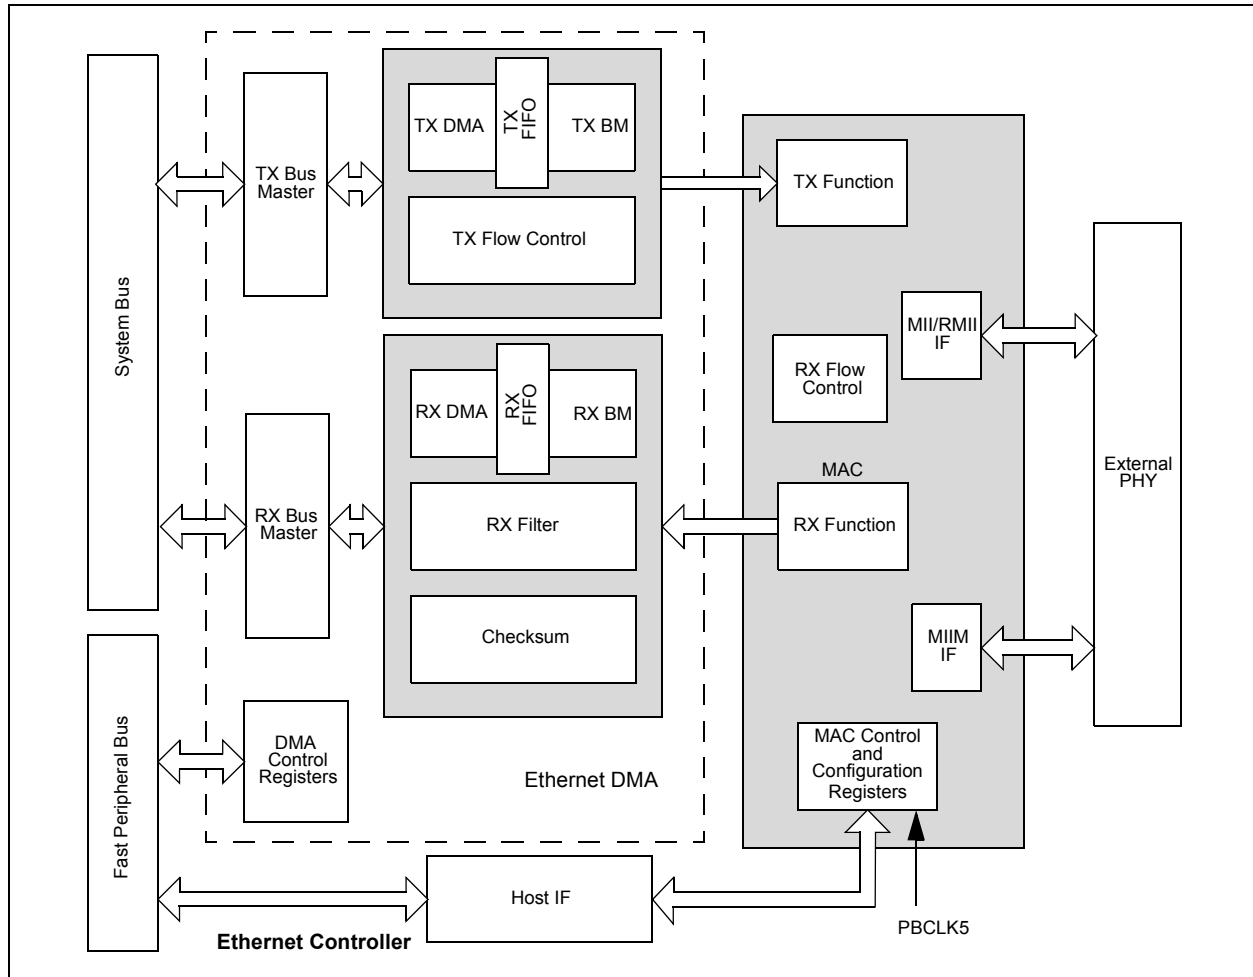 System Bus
Fast Peripheral Bus
TX Bus
Master
RX Bus
Master
DMA
Control
Registers
TX DMA
TX
FIFO
TX BM
TX Flow Control
RX DMA
RX
FIFO
RX BM
RX Filter
Checksum
Ethernet DMA
TX Function
MII/RMII
IF
RX Flow
Control
MAC
RX Function
MIIM
IF
MAC Control
and
Configuration
Registers
External
PHY
Host IF
PBCLK5
Ethernet Controller